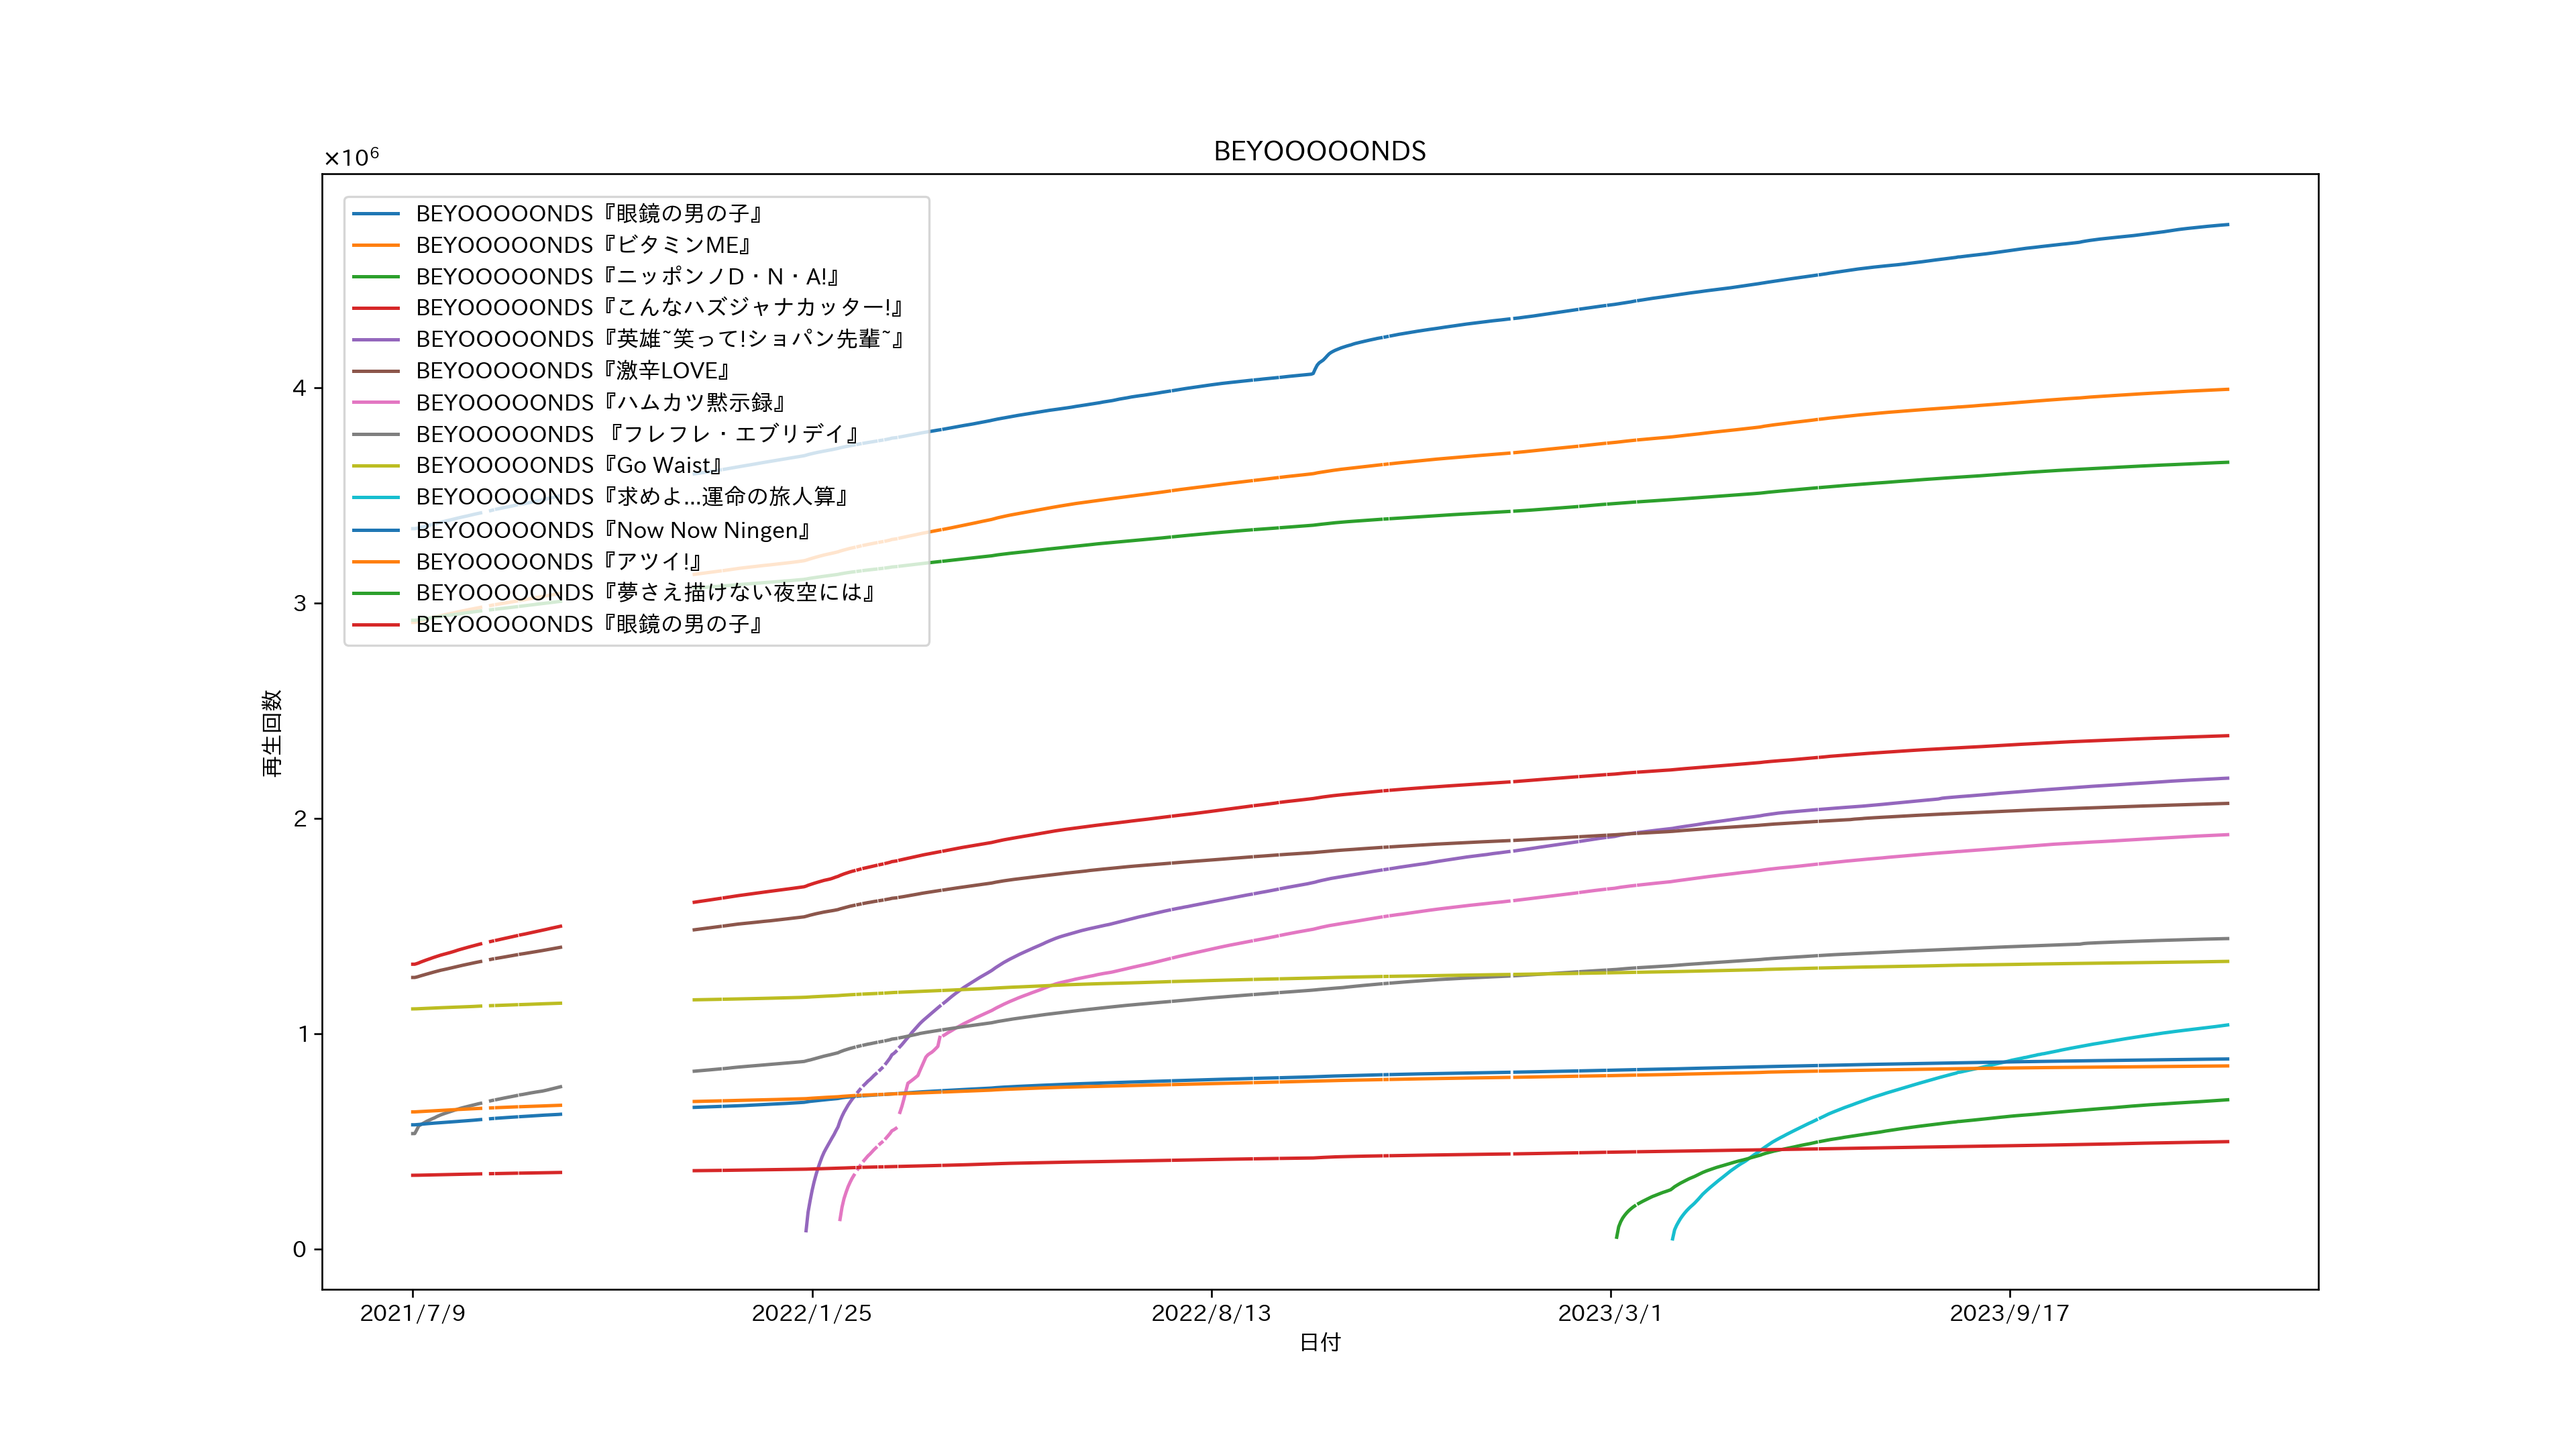 BEYOOOOONDS
×10⁶
BEYOOOOONDS『眼鏡の男の子』
BEYOOOOONDS『ビタミンME』
BEYOOOOONDS『ニッポンノD・N・A!』
BEYOOOOONDS『こんなハズジャナカッター!』
BEYOOOOONDS『英雄~笑って!ショパン先輩~』
BEYOOOOONDS『激辛LOVE』
BEYOOOOONDS『ハムカツ黙示録』
BEYOOOOONDS 『フレフレ・エブリデイ』
BEYOOOOONDS『Go Waist』
BEYOOOOONDS『求めよ...運命の旅人算』
BEYOOOOONDS『Now Now Ningen』
BEYOOOOONDS『アツイ!』
BEYOOOOONDS『夢さえ描けない夜空には』
BEYOOOOONDS『眼鏡の男の子』
4
3
2
1
0
再生回数
2021/7/9
2022/1/25
2022/8/13
2023/3/1
2023/9/17
日付